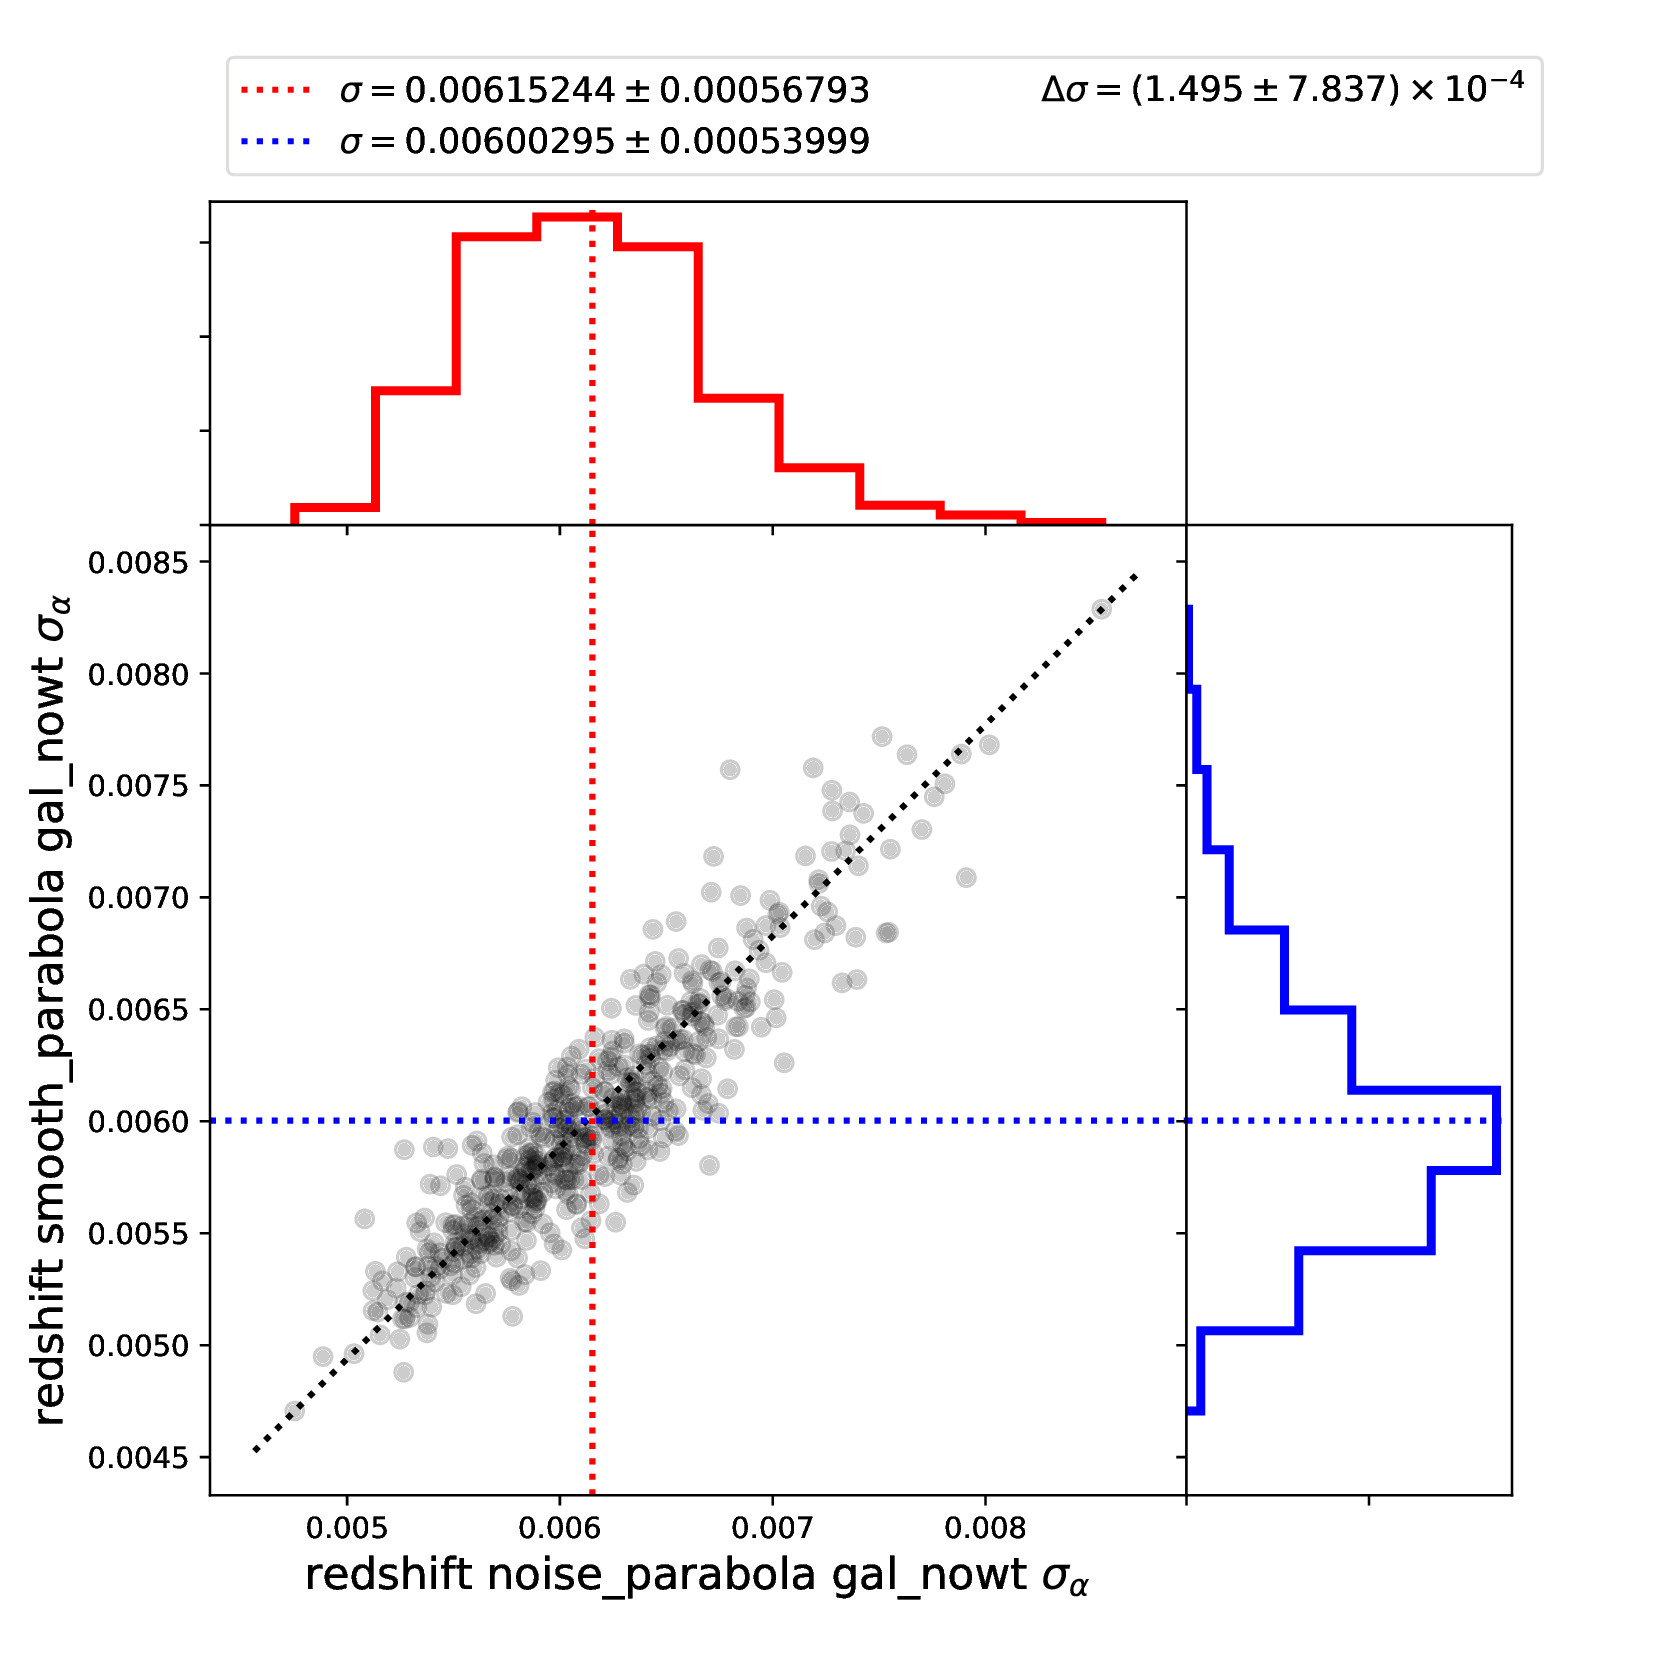 σ = 0.00615244 ± 0.00056793
Δσ = (1.495 ± 7.837) × 10⁻⁴
σ = 0.00600295 ± 0.00053999
0.0085
0.0080
0.0075
0.0070
0.0065
0.0060
0.0055
0.0050
0.0045
redshift smooth_parabola gal_nowt σ_α
0.005 0.006 0.007 0.008
redshift noise_parabola gal_nowt σ_α